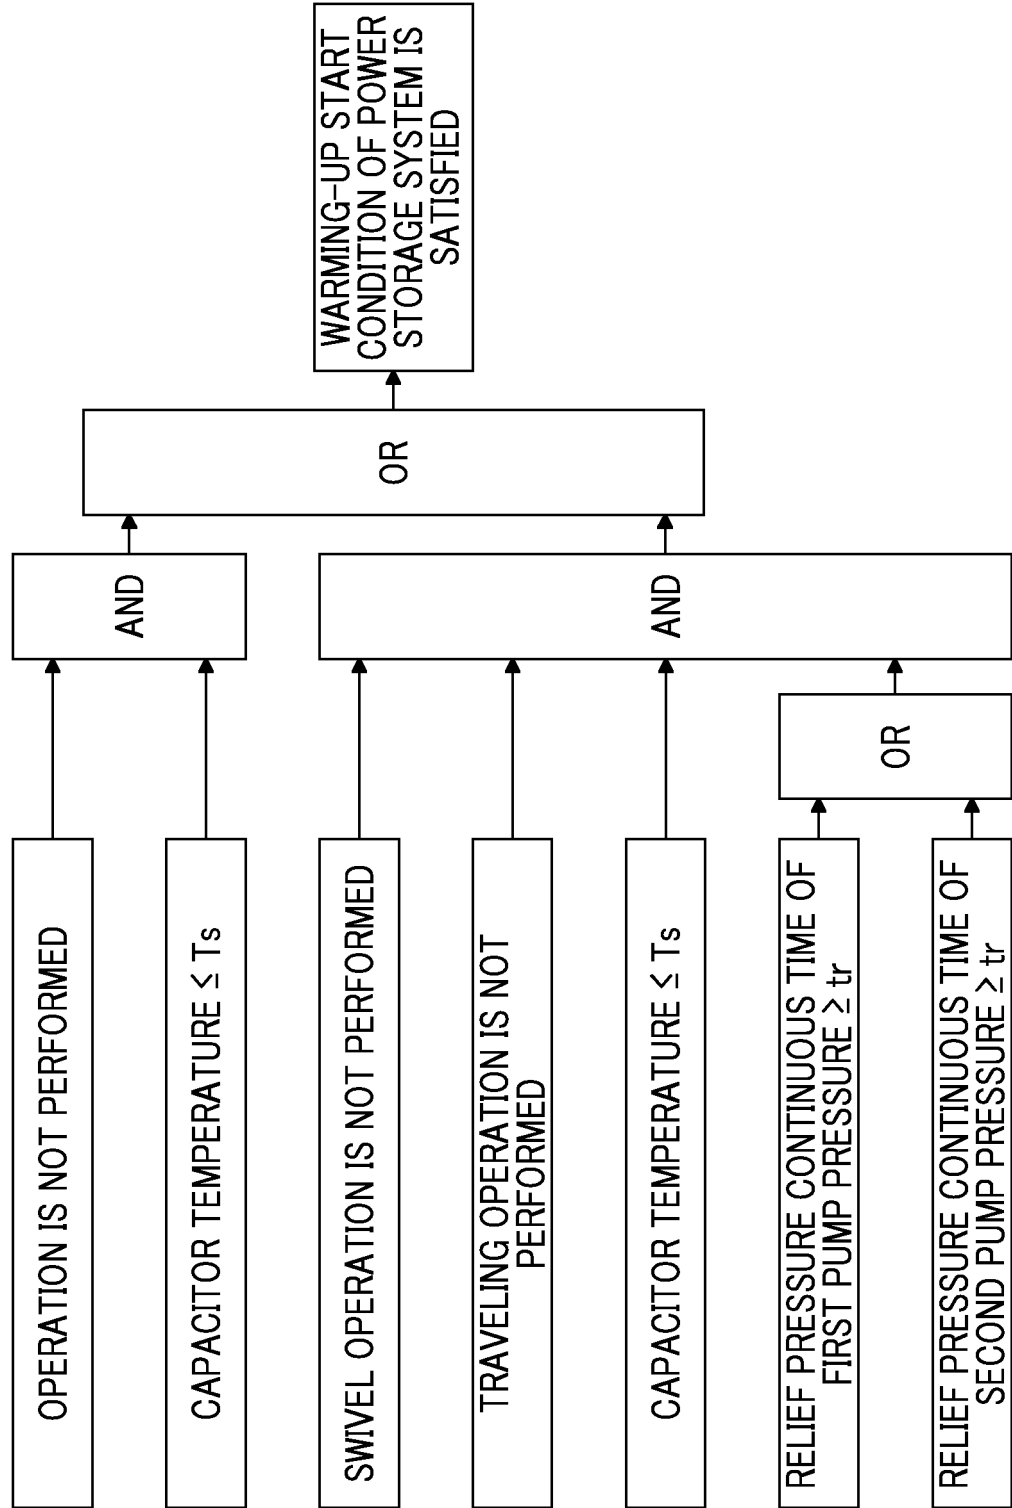 OPERATION IS NOT PERFORMED
CAPACITOR TEMPERATURE ≤ Ts
SWIVEL OPERATION IS NOT PERFORMED
TRAVELING OPERATION IS NOT
PERFORMED
CAPACITOR TEMPERATURE ≤ Ts
RELIEF PRESSURE CONTINUOUS TIME OF
FIRST PUMP PRESSURE ≥ tr
RELIEF PRESSURE CONTINUOUS TIME OF
SECOND PUMP PRESSURE ≥ tr
OR
AND
AND
OR
WARMING-UP START
CONDITION OF POWER
STORAGE SYSTEM IS
SATISFIED